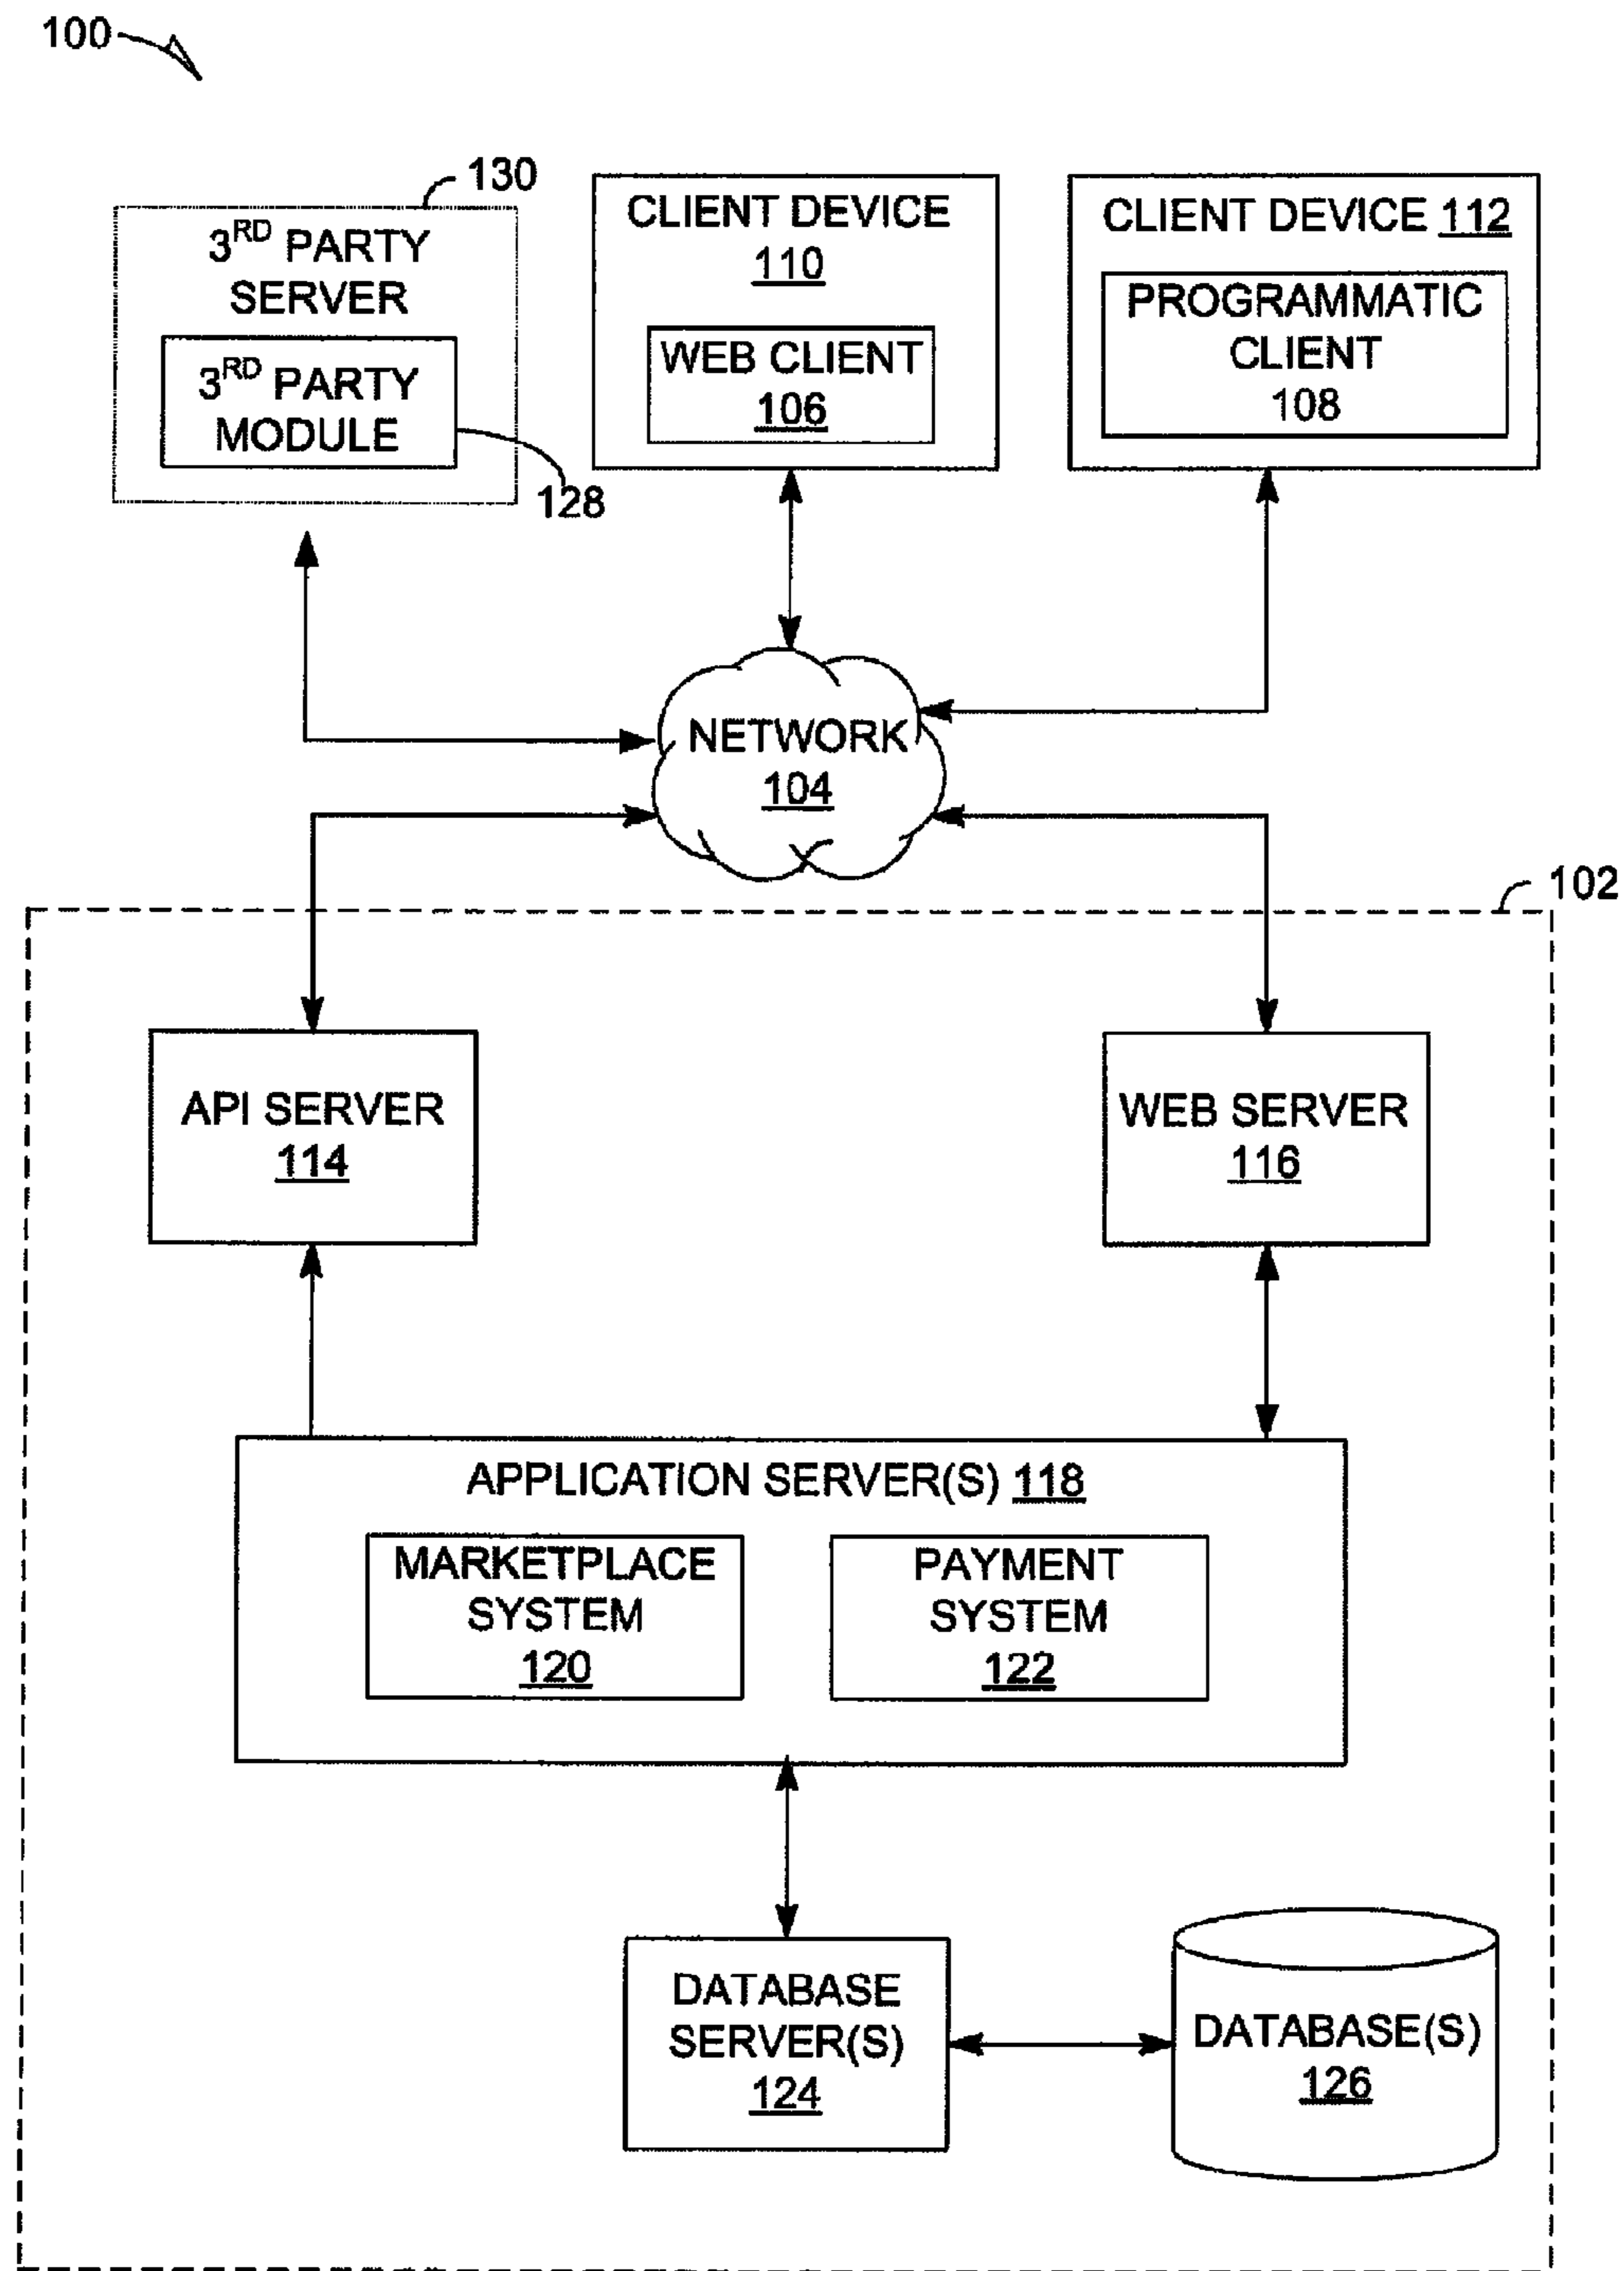 100
130
3RD PARTY
SERVER
3RD PARTY
MODULE
128
CLIENT DEVICE
110
WEB CLIENT
106
CLIENT DEVICE 112
PROGRAMMATIC
CLIENT
108
NETWORK
104
102
API SERVER
114
WEB SERVER
116
APPLICATION SERVER(S) 118
MARKETPLACE
SYSTEM
120
PAYMENT
SYSTEM
122
DATABASE
SERVER(S)
124
DATABASE(S)
126